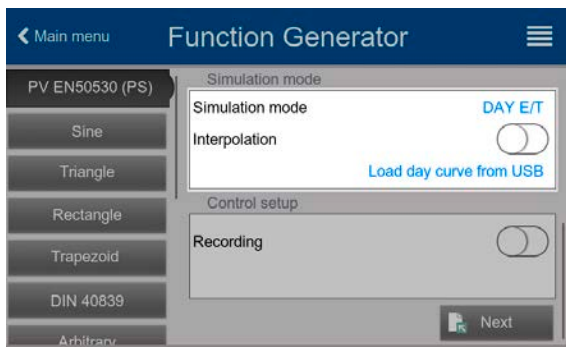 Main menu
Function Generator
PV EN50530 (PS)
Sine
Triangle
Rectangle
Trapezoid
DIN 40839
Arbitrary
Simulation mode
Simulation mode DAY E/T
Interpolation
Load day curve from USB
Control setup
Recording
Next